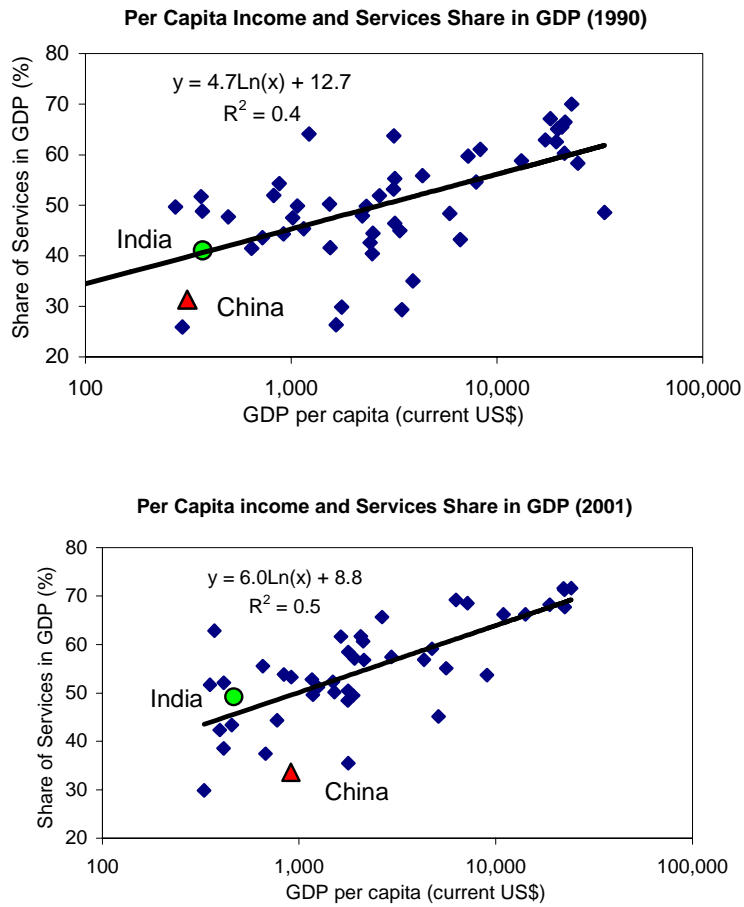 Per Capita Income and Services Share in GDP (1990)
Share of Services in GDP (%)
80
70
60
50
40
30
20
y = 4.7Ln(x) + 12.7
R² = 0.4
India
China
100
1,000
10,000
100,000
GDP per capita (current US$)
Per Capita income and Services Share in GDP (2001)
Share of Services in GDP (%)
80
70
60
50
40
30
20
y = 6.0Ln(x) + 8.8
R² = 0.5
India
China
100
1,000
10,000
100,000
GDP per capita (current US$)